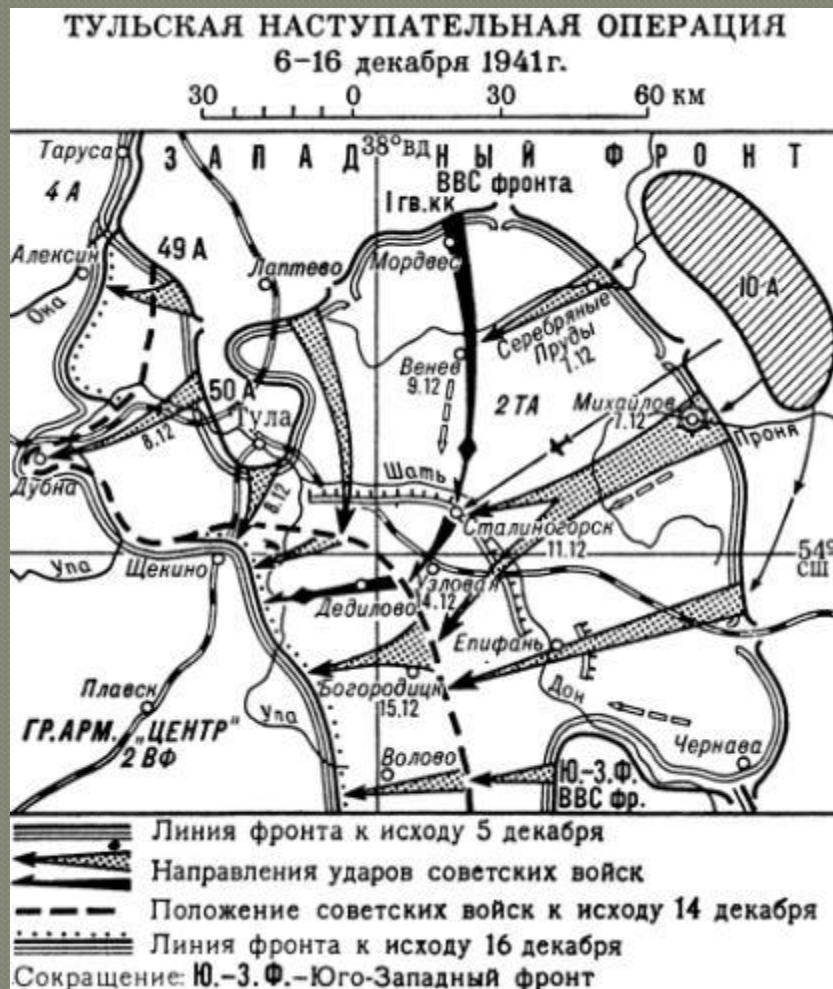 ТУЛЬСКАЯ НАСТУПАТЕЛЬНАЯ ОПЕРАЦИЯ
6–16 декабря 1941г.
30 0 30 60 км
Таруса
ЗАПАДНЫЙ ФРОНТ
38° ВД
4 А
ВВС фронта
I гв.кк
49 А
Алексин
Лаптево
Мордвес
10 А
Ока
Серебряные
Пруды
7.12
Венев
9.12
50 А
2 ТА
Михайлов
7.12
Тула
Проня
8.12
Дубна
Шать
8.12
Сталиногорск
11.12
54°
СШ
Упа
Щекино
Узловая
14.12
Дедилово
Епифань
Плавск
Богородицк
15.12
Дон
Упа
ГР.АРМ. „ЦЕНТР"
2 ВФ
Волово
Чернава
Ю.-З.Ф.
ВВС фр.
Линия фронта к исходу 5 декабря
Направления ударов советских войск
Положение советских войск к исходу 14 декабря
Линия фронта к исходу 16 декабря
Сокращение: Ю.-З.Ф.–Юго-Западный фронт